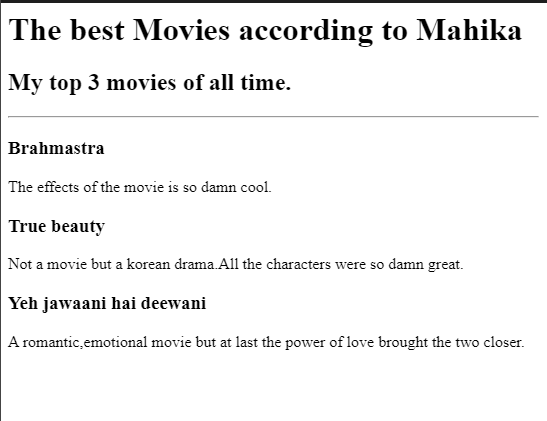 The best Movies according to Mahika
My top 3 movies of all time.
Brahmastra
The effects of the movie is so damn cool.
True beauty
Not a movie but a korean drama.All the characters were so damn great.
Yeh jawaani hai deewani
A romantic,emotional movie but at last the power of love brought the two closer.